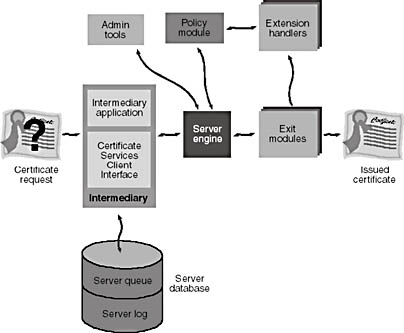 Admin
tools
Policy
module
Extension
handlers
?
Intermediary
application
Certificate
Services
Client
Interface
Intermediary
Server
engine
Exit
modules
Certificate
request
Issued
certificate
Server queue
Server log
Server
database